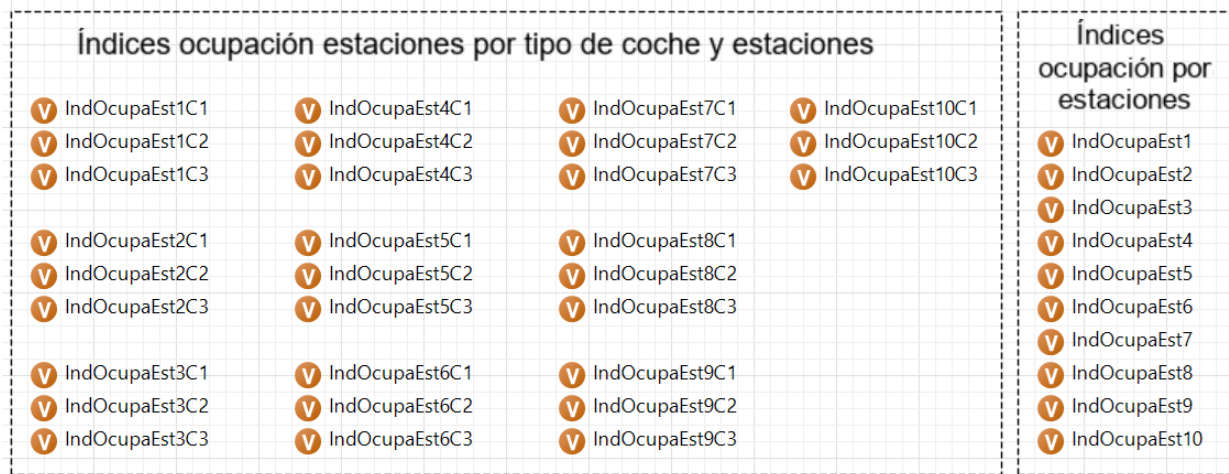 Índices ocupación estaciones por tipo de coche y estaciones
V IndOcupaEst1C1
V IndOcupaEst1C2
V IndOcupaEst1C3
V IndOcupaEst2C1
V IndOcupaEst2C2
V IndOcupaEst2C3
V IndOcupaEst3C1
V IndOcupaEst3C2
V IndOcupaEst3C3
V IndOcupaEst4C1
V IndOcupaEst4C2
V IndOcupaEst4C3
V IndOcupaEst5C1
V IndOcupaEst5C2
V IndOcupaEst5C3
V IndOcupaEst6C1
V IndOcupaEst6C2
V IndOcupaEst6C3
V IndOcupaEst7C1
V IndOcupaEst7C2
V IndOcupaEst7C3
V IndOcupaEst8C1
V IndOcupaEst8C2
V IndOcupaEst8C3
V IndOcupaEst9C1
V IndOcupaEst9C2
V IndOcupaEst9C3
V IndOcupaEst10C1
V IndOcupaEst10C2
V IndOcupaEst10C3
Índices
ocupación por
estaciones
V IndOcupaEst1
V IndOcupaEst2
V IndOcupaEst3
V IndOcupaEst4
V IndOcupaEst5
V IndOcupaEst6
V IndOcupaEst7
V IndOcupaEst8
V IndOcupaEst9
V IndOcupaEst10